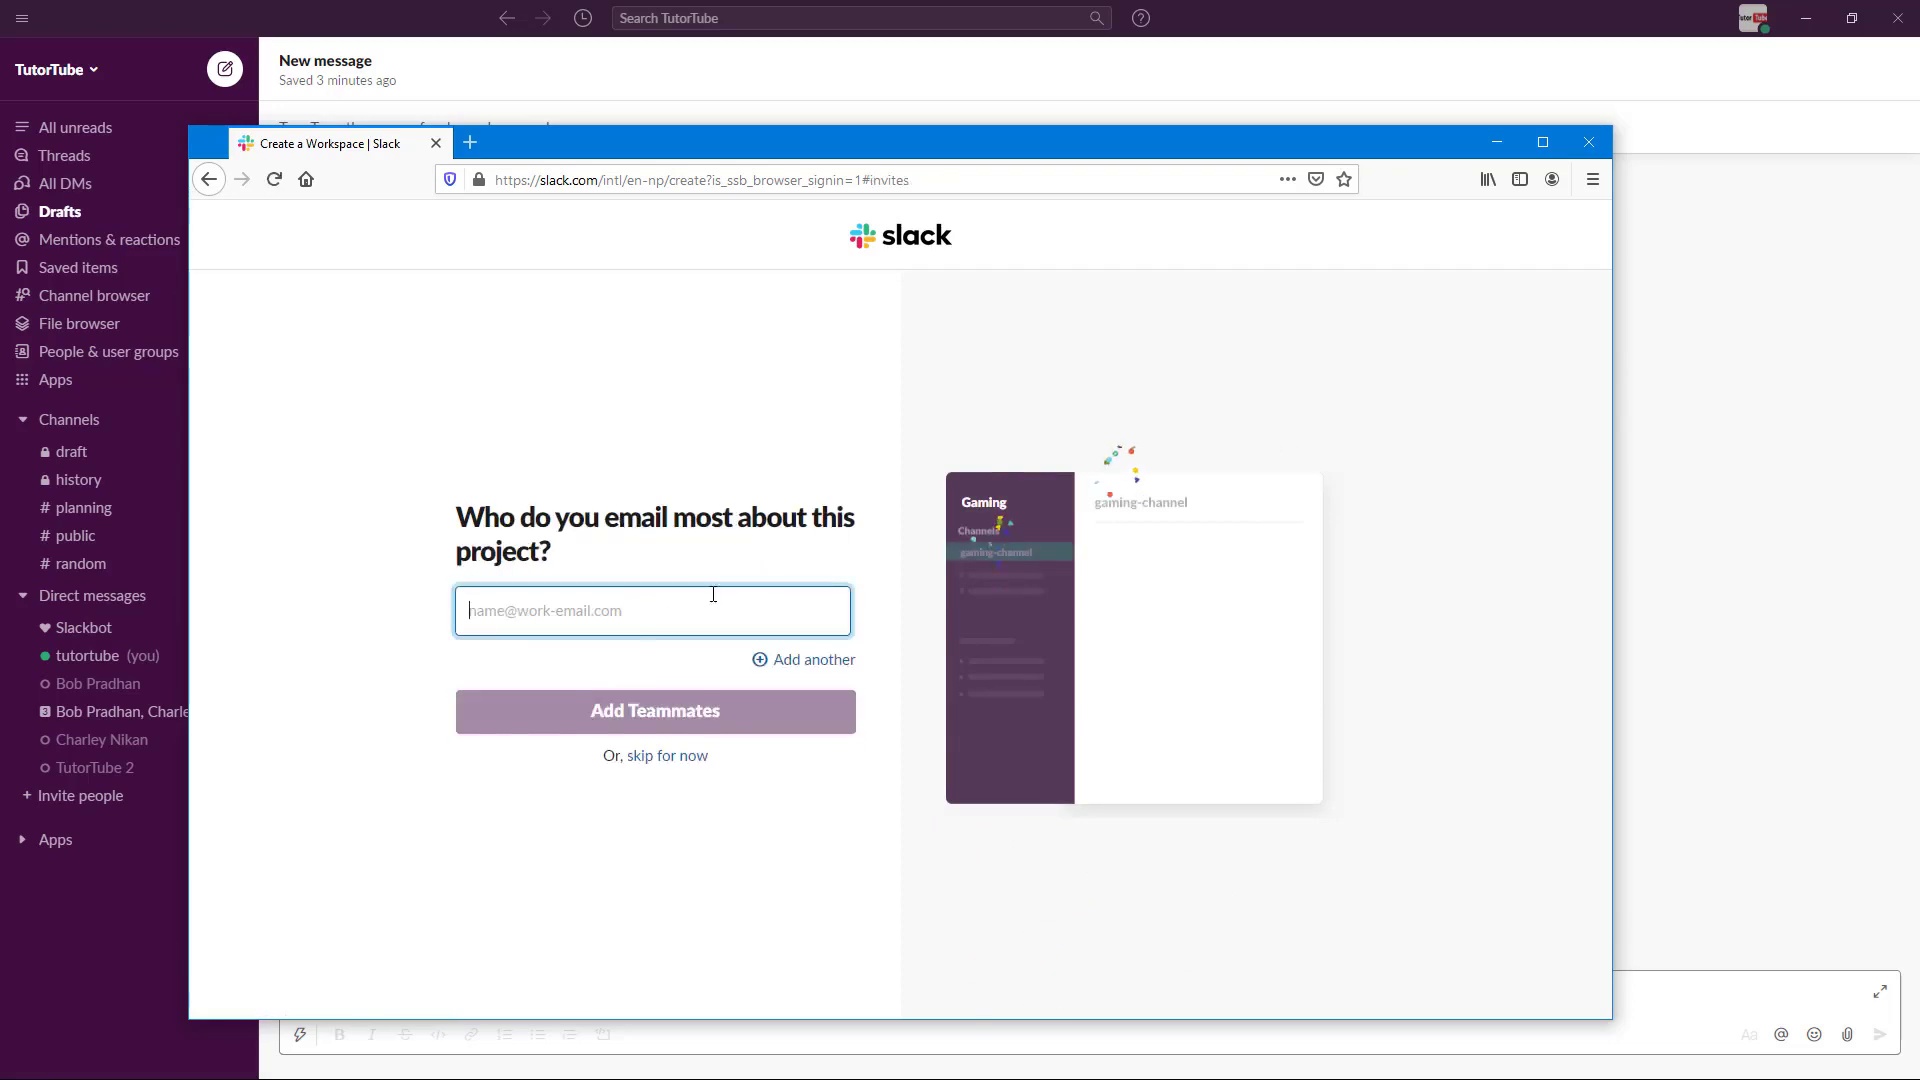 Search TutorTube
TutorTube
New message
Saved 3 minutes ago
All unreads
Threads
All DMs
Drafts
Mentions & reactions
Saved items
Channel browser
File browser
People & user groups
Apps
Channels
draft
history
# planning
# public
# random
Direct messages
Slackbot
tutortube (you)
Bob Pradhan
3 Bob Pradhan, Charle
Charley Nikan
TutorTube 2
+ Invite people
Apps
Create a Workspace | Slack
https://slack.com/intl/en-np/create?is_ssb_browser_signin=1#invites
slack
Who do you email most about this
project?
name@work-email.com
Add another
Add Teammates
Or, skip for now
Gaming
Channels
gaming-channel
gaming-channel
B I S
Aa @